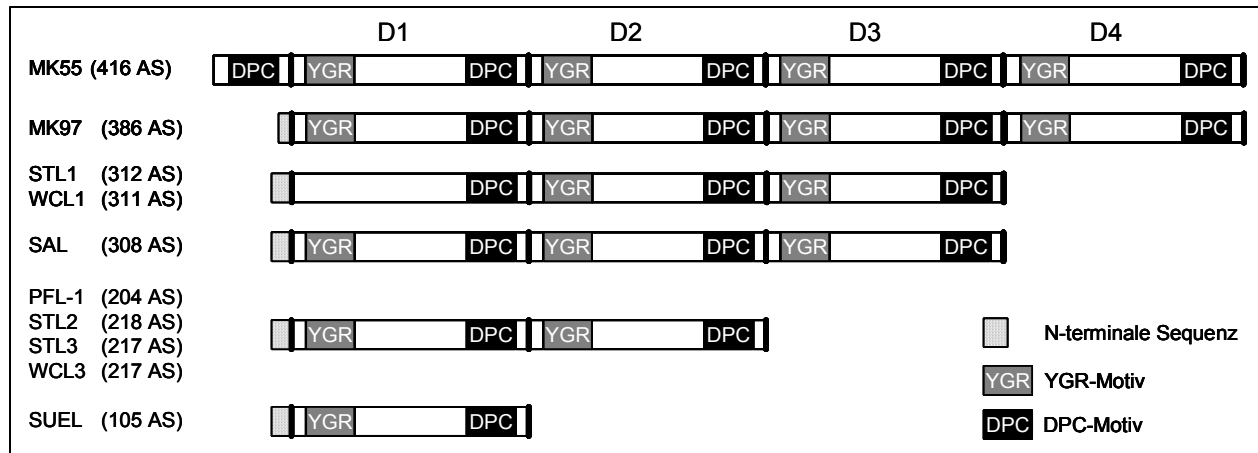 D1 D2 D3 D4
MK55 (416 AS) DPC YGR DPC YGR DPC YGR DPC YGR DPC
MK97 (386 AS) YGR DPC YGR DPC YGR DPC YGR DPC
STL1 (312 AS)
WCL1 (311 AS) DPC YGR DPC YGR DPC
SAL (308 AS) YGR DPC YGR DPC YGR DPC
PFL-1 (204 AS)
STL2 (218 AS)
STL3 (217 AS)
WCL3 (217 AS)
YGR DPC YGR DPC
SUEL (105 AS) YGR DPC
N-terminale Sequenz
YGR YGR-Motiv
DPC DPC-Motiv